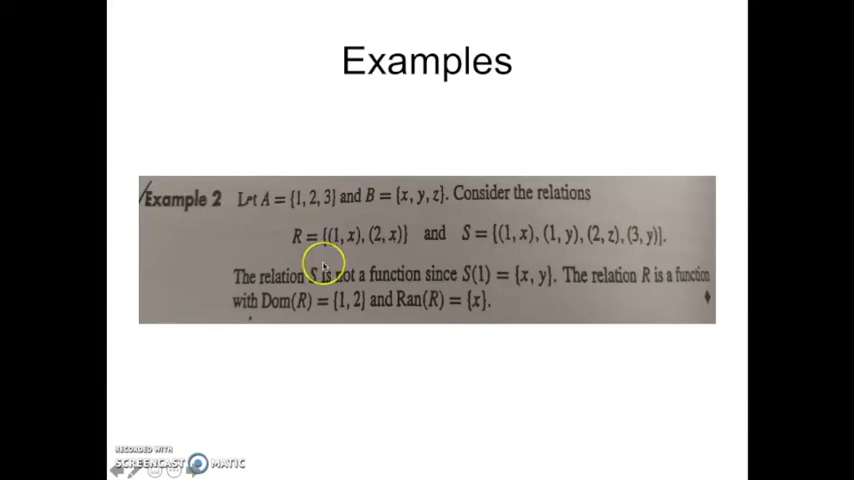 Examples
Example 2 Let A = {1, 2, 3} and B = {x, y, z}. Consider the relations
R = {(1, x), (2, x)} and S = {(1, x), (1, y), (2, z), (3, y)}.
The relation S is not a function since S(1) = {x, y}. The relation R is a function
with Dom(R) = {1, 2} and Ran(R) = {x}.
RECORDED WITH
SCREENCAST MATIC